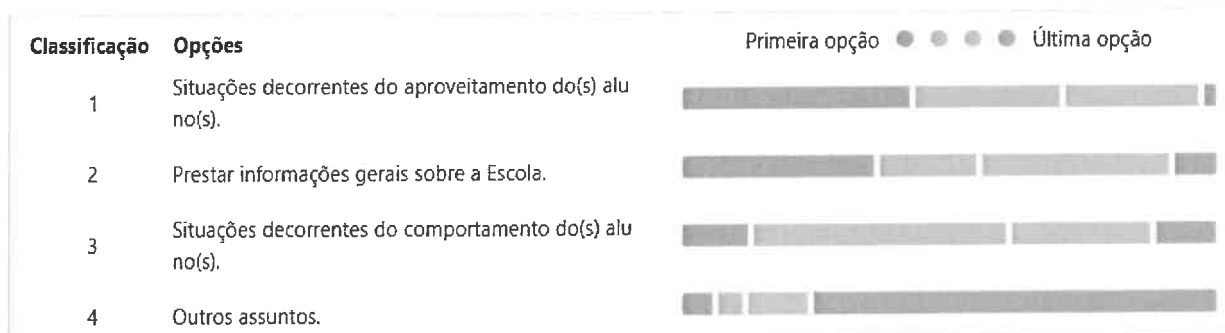 Classificação Opções Primeira opção Última opção
1 Situações decorrentes do aproveitamento do(s) alu
no(s).
2 Prestar informações gerais sobre a Escola.
3 Situações decorrentes do comportamento do(s) alu
no(s).
4 Outros assuntos.